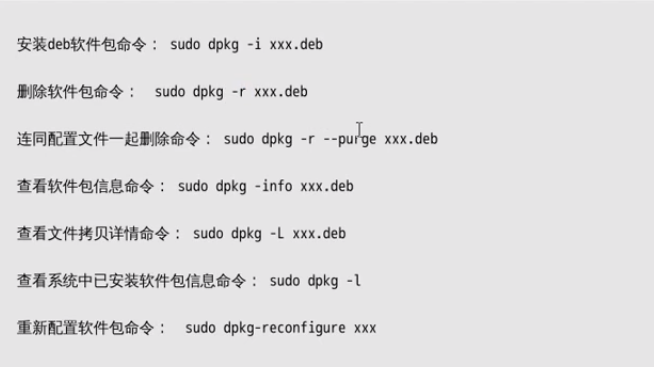 安装deb软件包命令： sudo dpkg -i xxx.deb
删除软件包命令：  sudo dpkg -r xxx.deb
连同配置文件一起删除命令： sudo dpkg -r --purge xxx.deb
查看软件包信息命令： sudo dpkg -info xxx.deb
查看文件拷贝详情命令： sudo dpkg -L xxx.deb
查看系统中已安装软件包信息命令： sudo dpkg -l
重新配置软件包命令：  sudo dpkg-reconfigure xxx